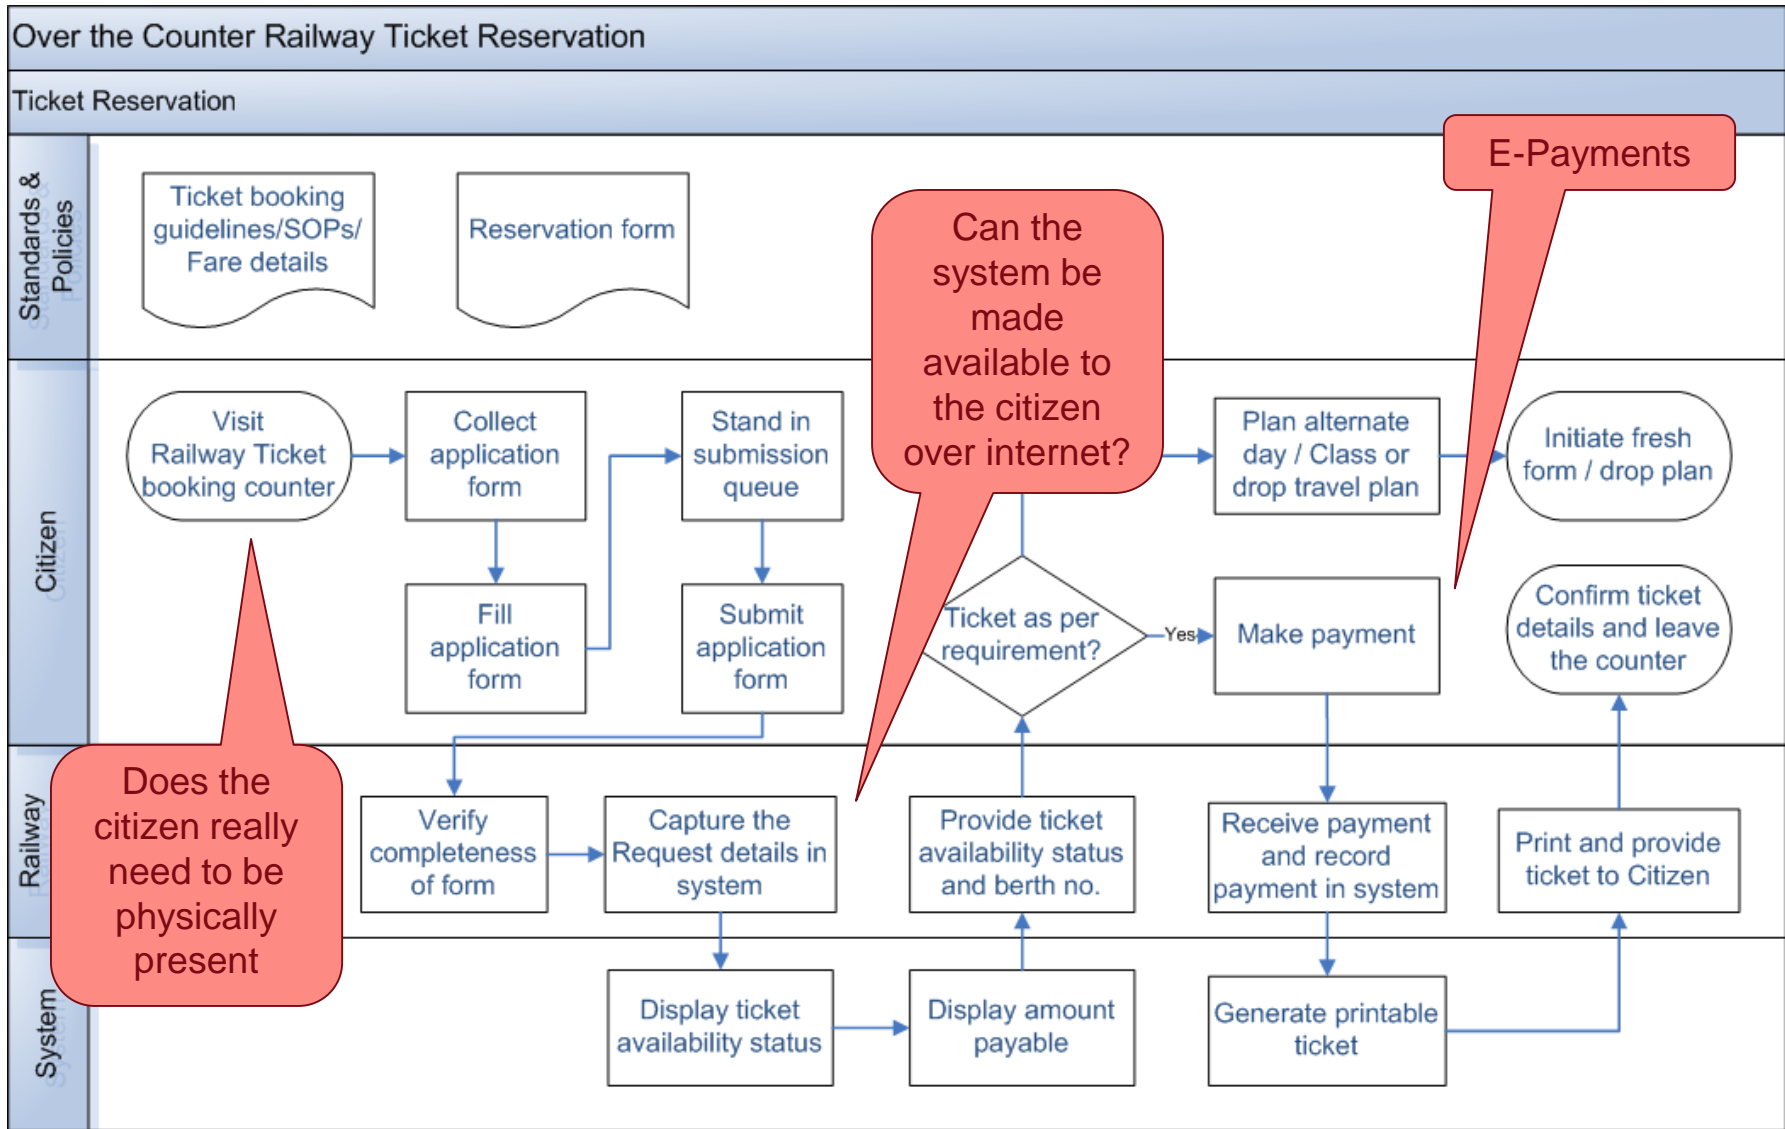 Over the Counter Railway Ticket Reservation
Ticket Reservation
Standards &
Policies
Ticket booking
guidelines/SOPs/
Fare details
Reservation form
E-Payments
Can the
system be
made
available to
the citizen
over internet?
Citizen
Visit
Railway Ticket
booking counter
Collect
application
form
Stand in
submission
queue
Plan alternate
day / Class or
drop travel plan
Initiate fresh
form / drop plan
Fill
application
form
Submit
application
form
Ticket as per
requirement?
Yes
Make payment
Confirm ticket
details and leave
the counter
Railway
Does the
citizen really
need to be
physically
present
Verify
completeness
of form
Capture the
Request details in
system
Provide ticket
availability status
and berth no.
Receive payment
and record
payment in system
Print and provide
ticket to Citizen
System
Display ticket
availability status
Display amount
payable
Generate printable
ticket